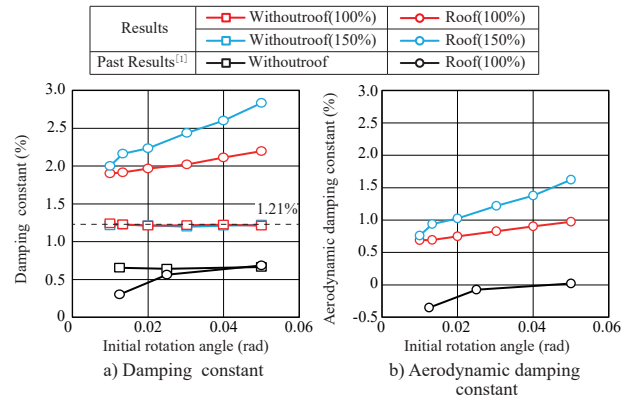 Results Withoutroof(100%) Roof(100%)
Withoutroof(150%) Roof(150%)
Past Results[1] Withoutroof Roof(100%)
3.0
2.5
2.0
1.5
1.0
0.5
0
Damping constant (%)
1.21%
0 0.02 0.04 0.06
Initial rotation angle (rad)
a) Damping constant
3.0
2.5
2.0
1.5
1.0
0.5
0
-0.5
Aerodynamic damping constant (%)
0 0.02 0.04 0.06
Initial rotation angle (rad)
b) Aerodynamic damping
constant